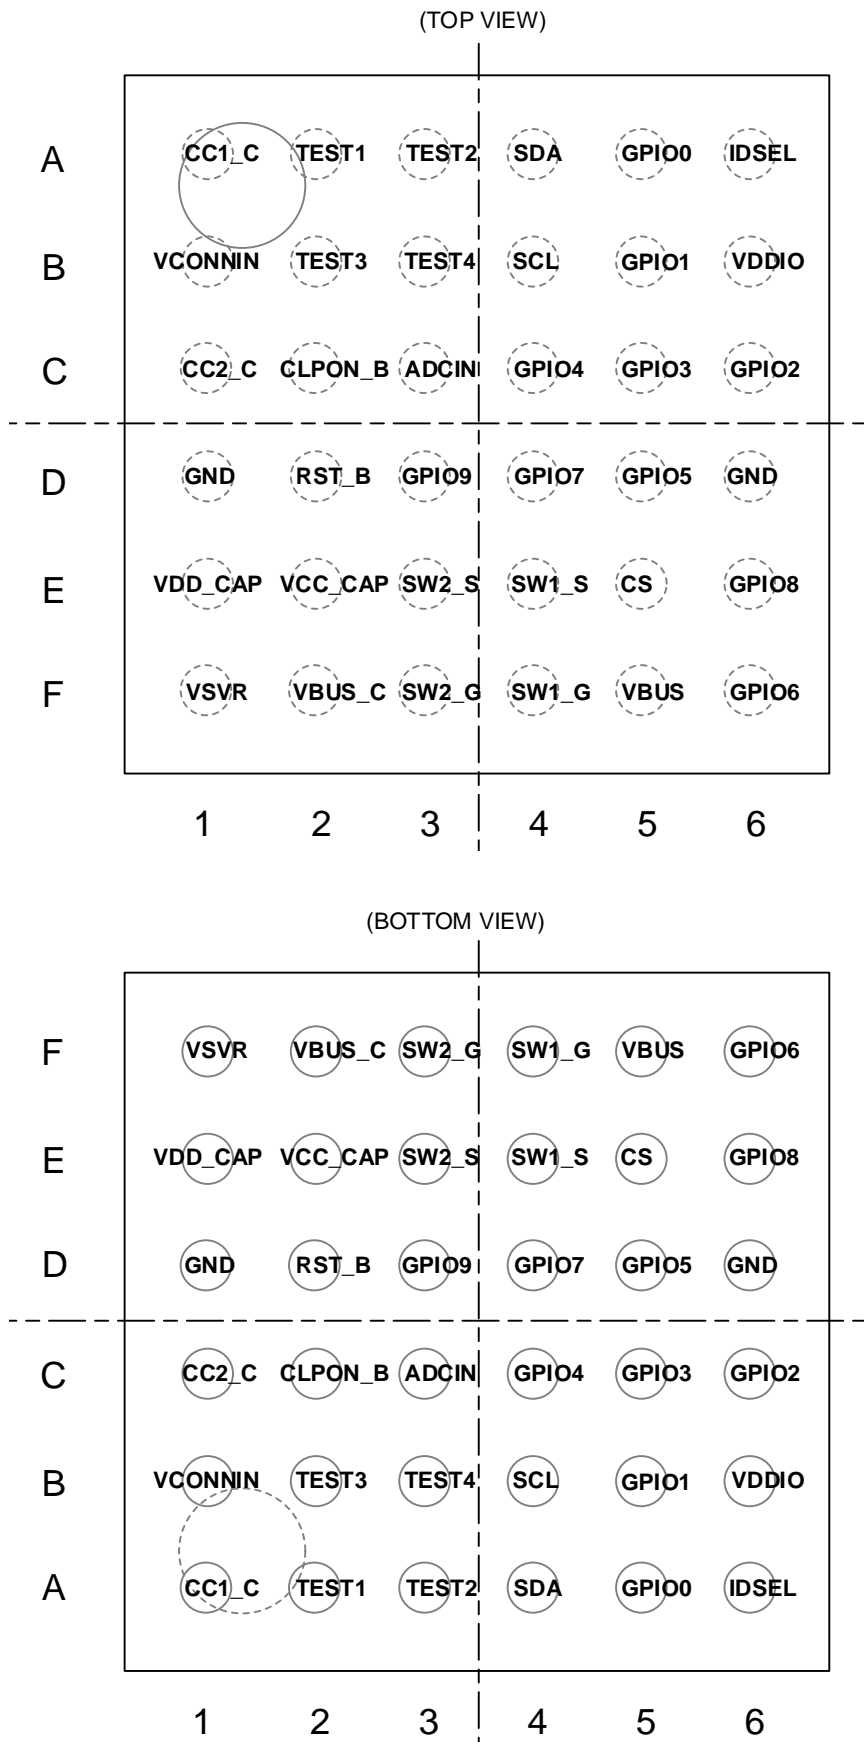 (TOP VIEW)
A CC1_C TEST1 TEST2 SDA GPIO0 IDSEL
B VCONNIN TEST3 TEST4 SCL GPIO1 VDDIO
C CC2_C CLPON_B ADCIN GPIO4 GPIO3 GPIO2
D GND RST_B GPIO9 GPIO7 GPIO5 GND
E VDD_CAP VCC_CAP SW2_S SW1_S CS GPIO8
F VSVR VBUS_C SW2_G SW1_G VBUS GPIO6
1 2 3 4 5 6
(BOTTOM VIEW)
F VSVR VBUS_C SW2_G SW1_G VBUS GPIO6
E VDD_CAP VCC_CAP SW2_S SW1_S CS GPIO8
D GND RST_B GPIO9 GPIO7 GPIO5 GND
C CC2_C CLPON_B ADCIN GPIO4 GPIO3 GPIO2
B VCONNIN TEST3 TEST4 SCL GPIO1 VDDIO
A CC1_C TEST1 TEST2 SDA GPIO0 IDSEL
1 2 3 4 5 6